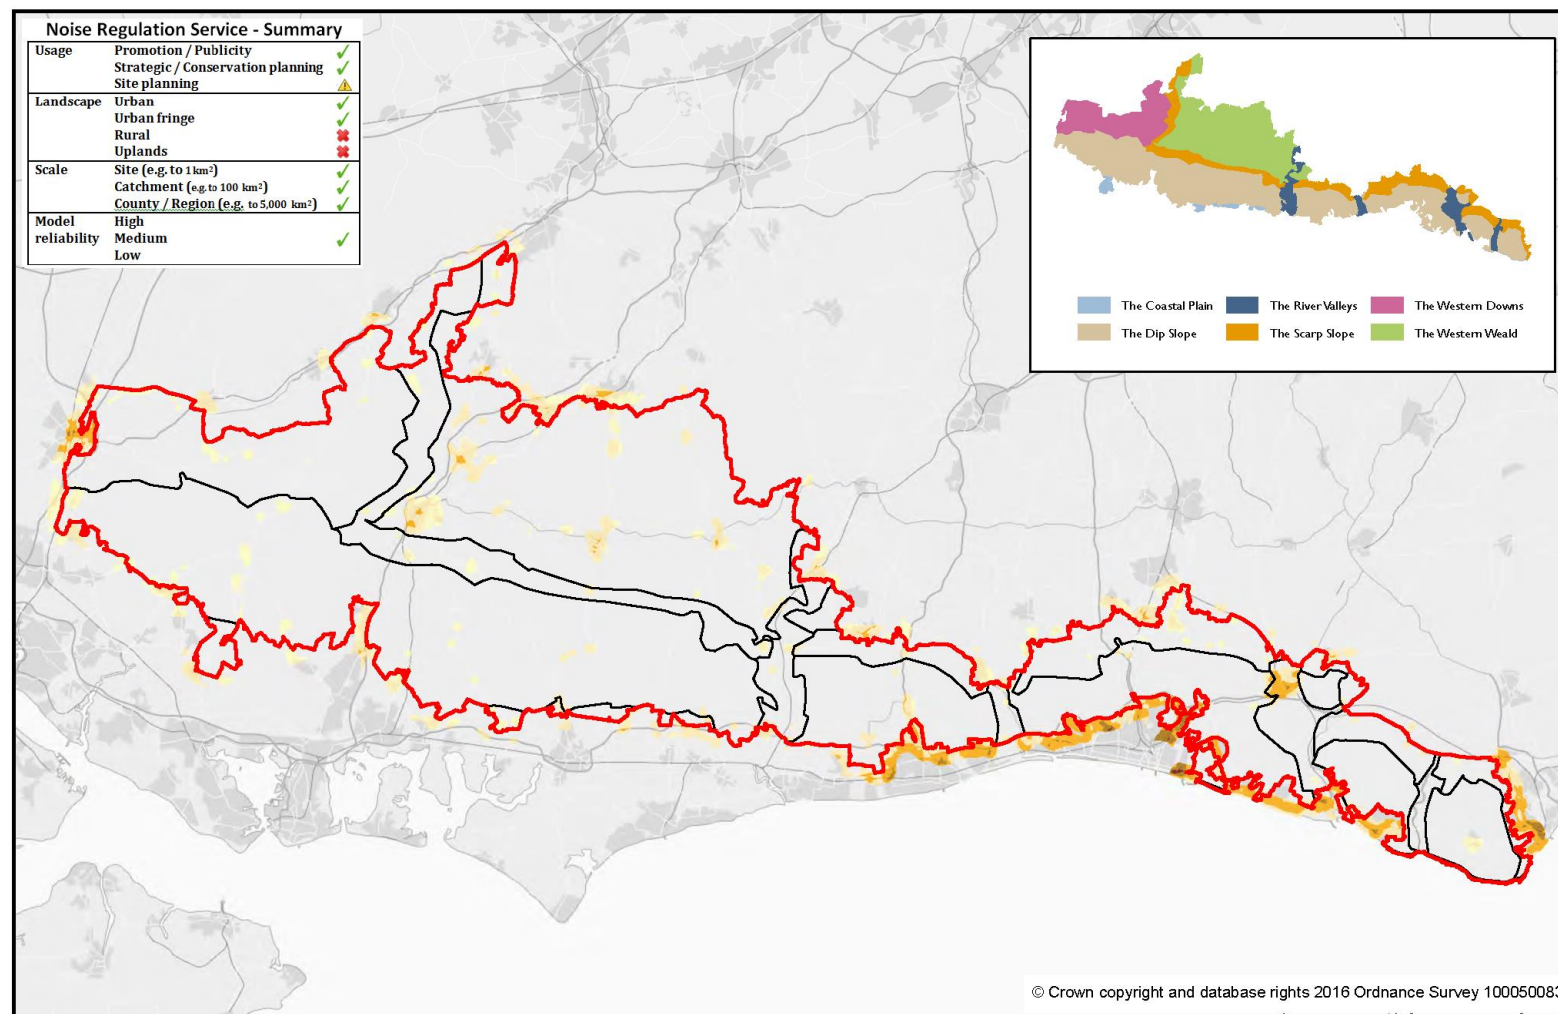 Noise Regulation Service - Summary
Usage Promotion / Publicity
Strategic / Conservation planning
Site planning
Landscape Urban
Urban fringe
Rural
Uplands
Scale Site (e.g. to 1 km²)
Catchment (e.g. to 100 km²)
County / Region (e.g. to 5,000 km²)
Model High
reliability Medium
Low
The Coastal Plain The River Valleys The Western Downs
The Dip Slope The Scarp Slope The Western Weald
© Crown copyright and database rights 2016 Ordnance Survey 100050083